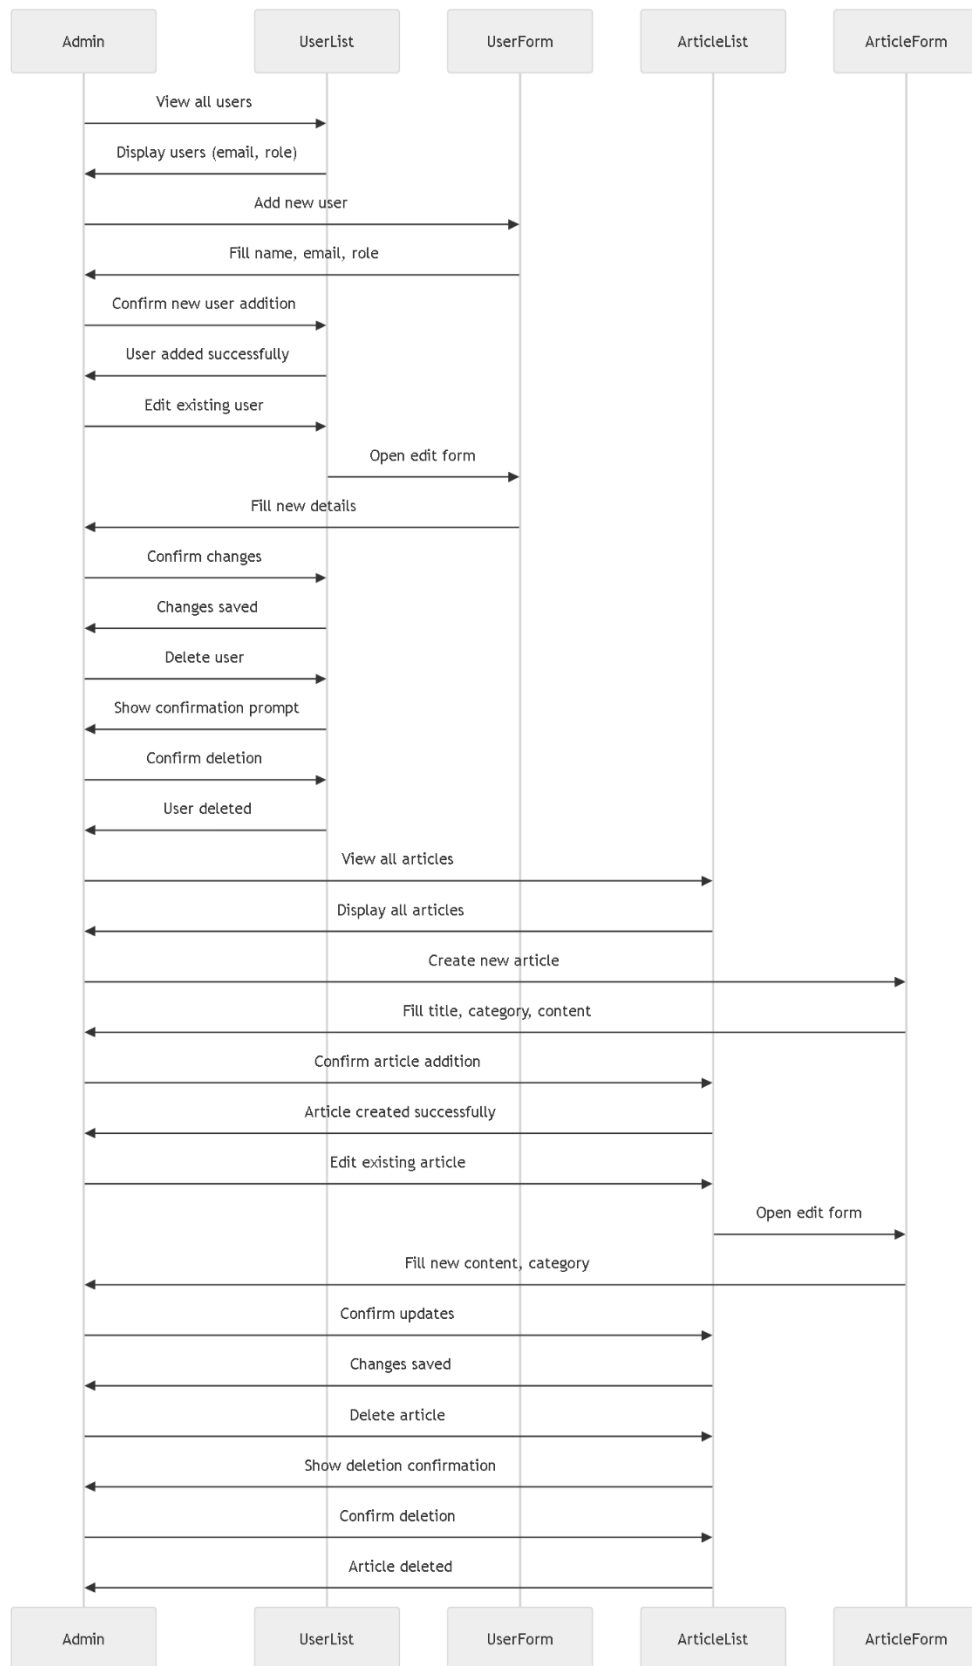 Admin UserList UserForm ArticleList ArticleForm
View all users
Display users (email, role)
Add new user
Fill name, email, role
Confirm new user addition
User added successfully
Edit existing user
Open edit form
Fill new details
Confirm changes
Changes saved
Delete user
Show confirmation prompt
Confirm deletion
User deleted
View all articles
Display all articles
Create new article
Fill title, category, content
Confirm article addition
Article created successfully
Edit existing article
Open edit form
Fill new content, category
Confirm updates
Changes saved
Delete article
Show deletion confirmation
Confirm deletion
Article deleted
Admin UserList UserForm ArticleList ArticleForm